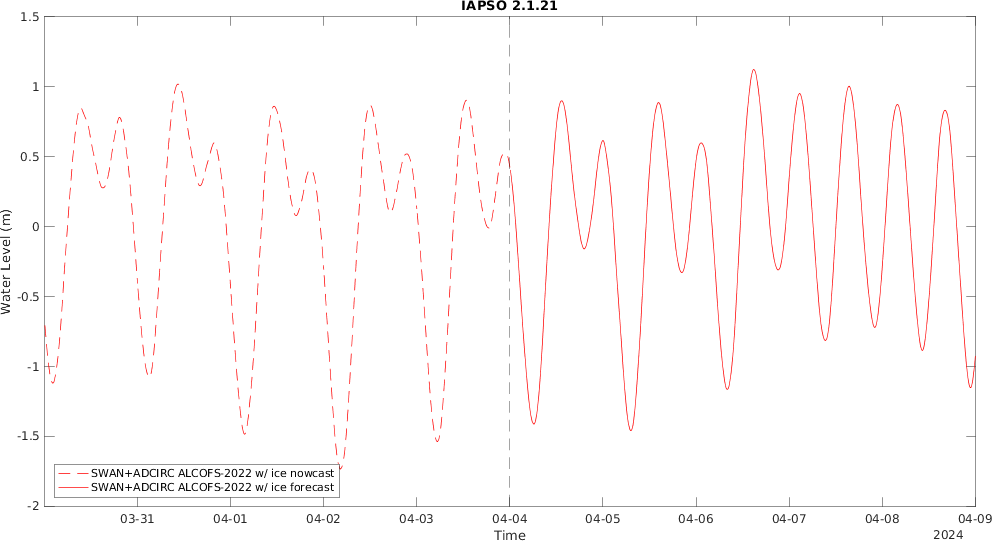 IAPSO 2.1.21
Water Level (m)
1.5
1
0.5
0
-0.5
-1
-1.5
-2
SWAN+ADCIRC ALCOFS-2022 w/ ice nowcast
SWAN+ADCIRC ALCOFS-2022 w/ ice forecast
03-31 04-01 04-02 04-03 04-04 04-05 04-06 04-07 04-08 04-09
Time
2024